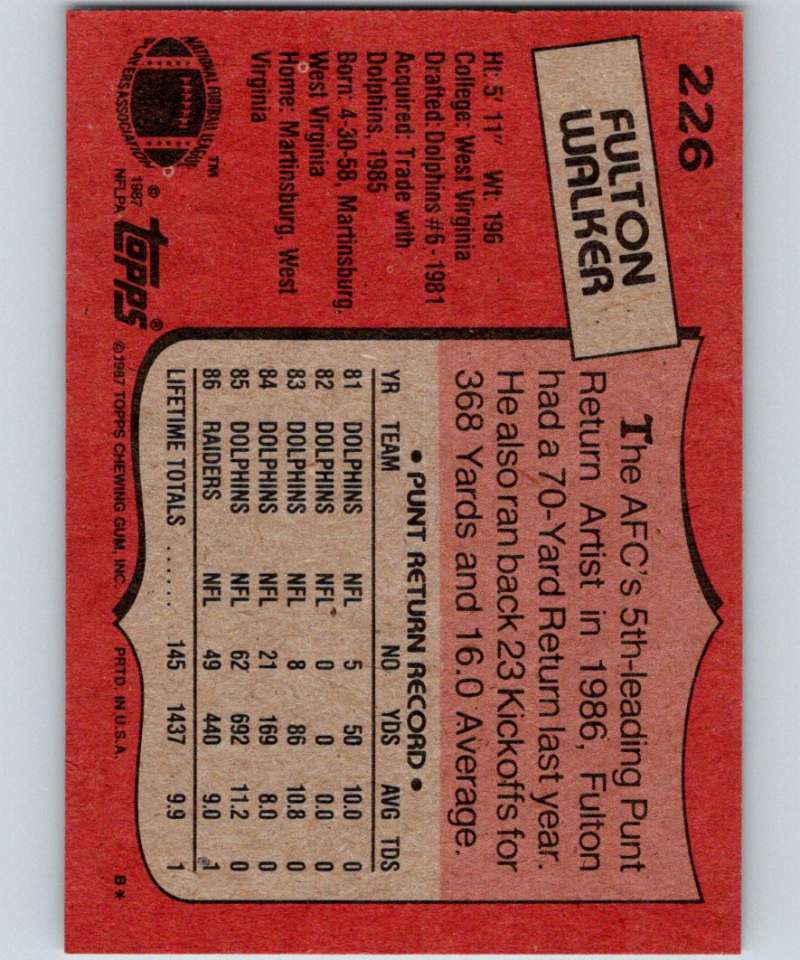 226
FULTON
WALKER
Ht: 5' 11" Wt: 196
College: West Virginia
Drafted: Dolphins #6-1981
Acquired: Trade with
Dolphins, 1985
Born: 4-30-58, Martinsburg,
West Virginia
Home: Martinsburg, West
Virginia
NATIONAL FOOTBALL LEAGUE
PLAYERS ASSOCIATION
™
© 1987
NFLPA
topps®
The AFC's 5th-leading Punt
Return Artist in 1986, Fulton
had a 70-Yard Return last year.
He also ran back 23 Kickoffs for
368 Yards and 16.0 Average.
• PUNT RETURN RECORD •
YR TEAM NO YDS AVG TDS
81 DOLPHINS NFL 5 50 10.0 0
82 DOLPHINS NFL 0 0 0.0 0
83 DOLPHINS NFL 8 86 10.8 0
84 DOLPHINS NFL 21 169 8.0 0
85 DOLPHINS NFL 62 692 11.2 0
86 RAIDERS NFL 49 440 9.0 1
LIFETIME TOTALS ...... 145 1437 9.9 1
©1987 TOPPS CHEWING GUM, INC. PRTD. IN U.S.A. B*